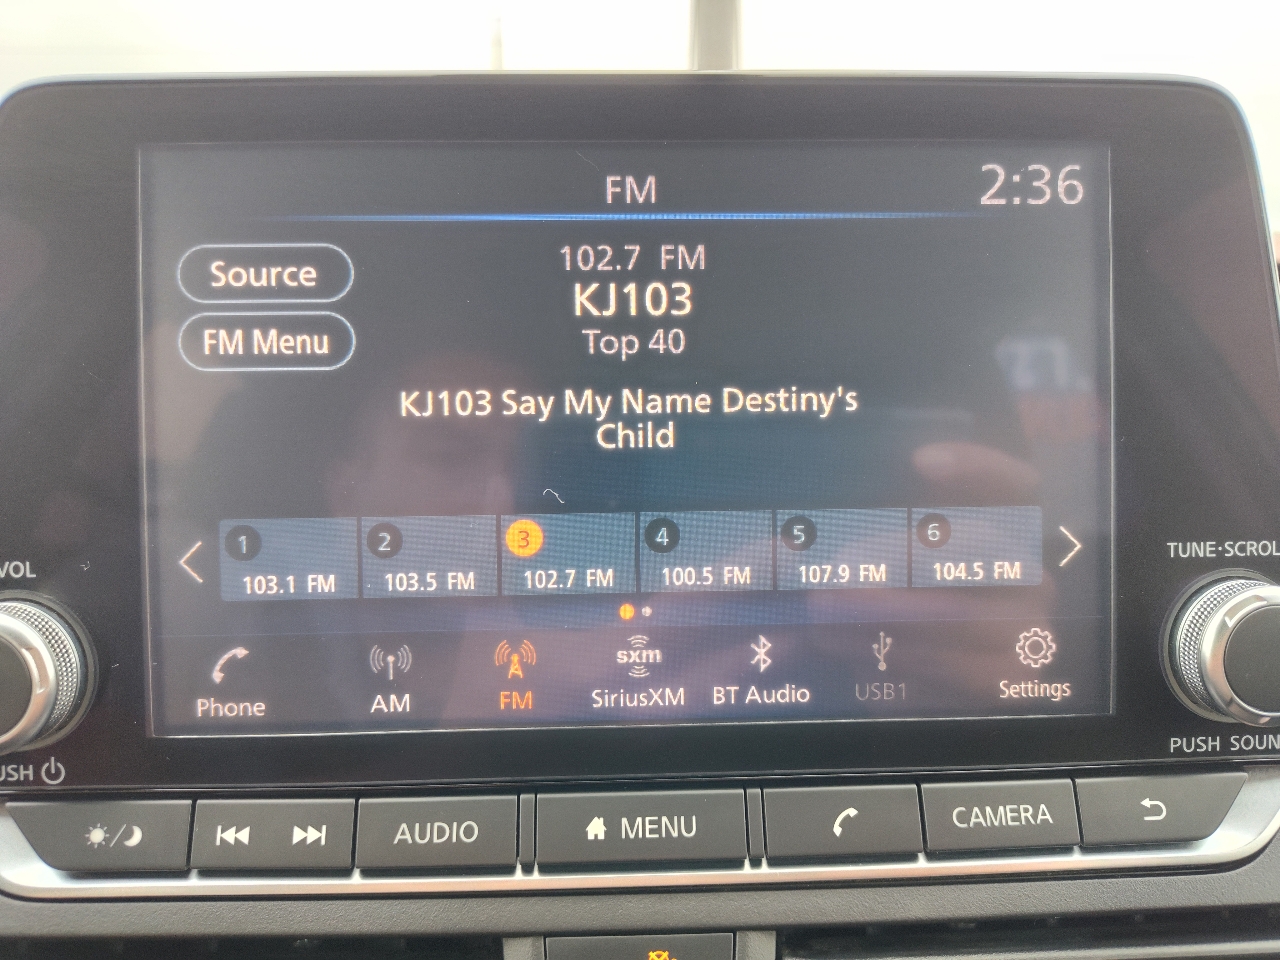 FM
2:36
Source
FM Menu
102.7 FM
KJ103
Top 40
KJ103 Say My Name Destiny's
Child
1
103.1 FM
2
103.5 FM
3
102.7 FM
4
100.5 FM
5
107.9 FM
6
104.5 FM
Phone
AM
FM
sxm
SiriusXM
BT Audio
USB1
Settings
VOL
USH
TUNE·SCROL
PUSH SOUN
AUDIO
MENU
CAMERA